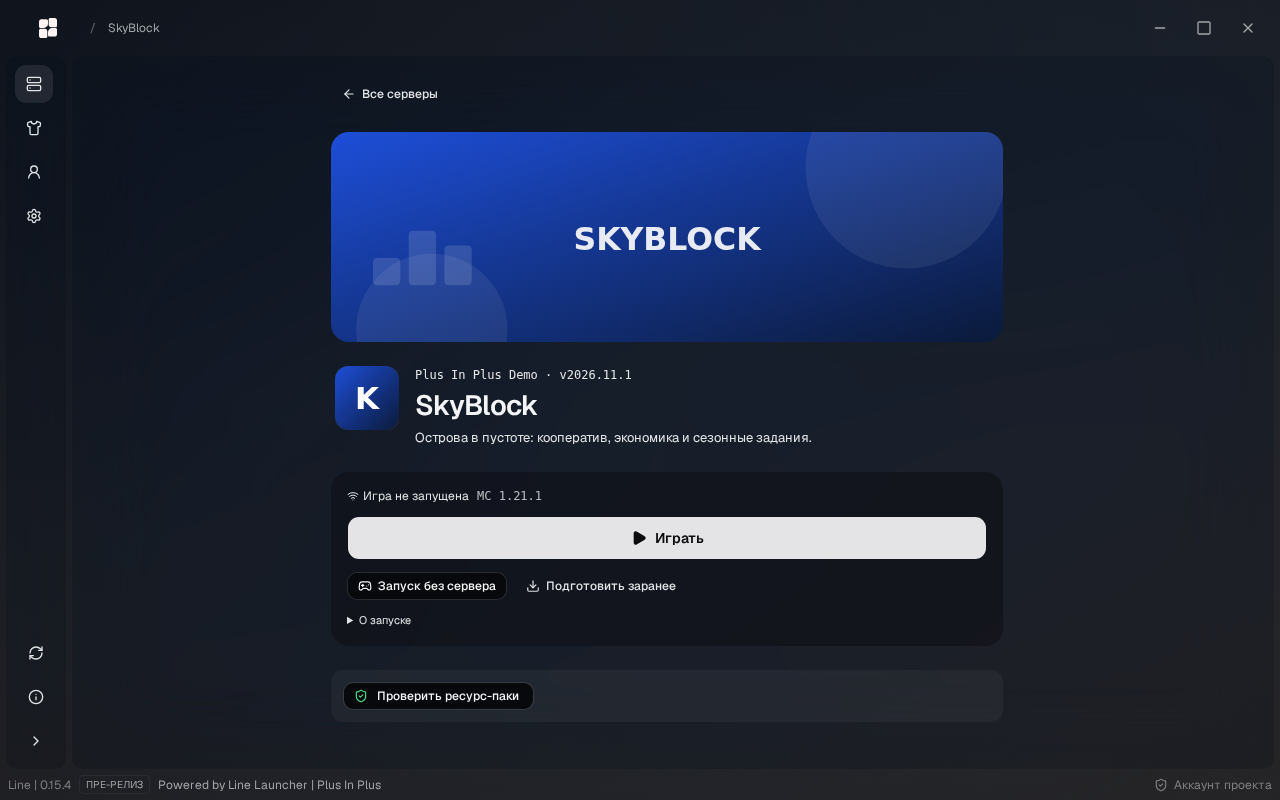 / SkyBlock
Все серверы
SKYBLOCK
K
Plus In Plus Demo · v2026.11.1
SkyBlock
Острова в пустоте: кооператив, экономика и сезонные задания.
Игра не запущена MC 1.21.1
Играть
Запуск без сервера Подготовить заранее
О запуске
Проверить ресурс-паки
Line | 0.15.4 ПРЕ-РЕЛИЗ Powered by Line Launcher | Plus In Plus Аккаунт проекта